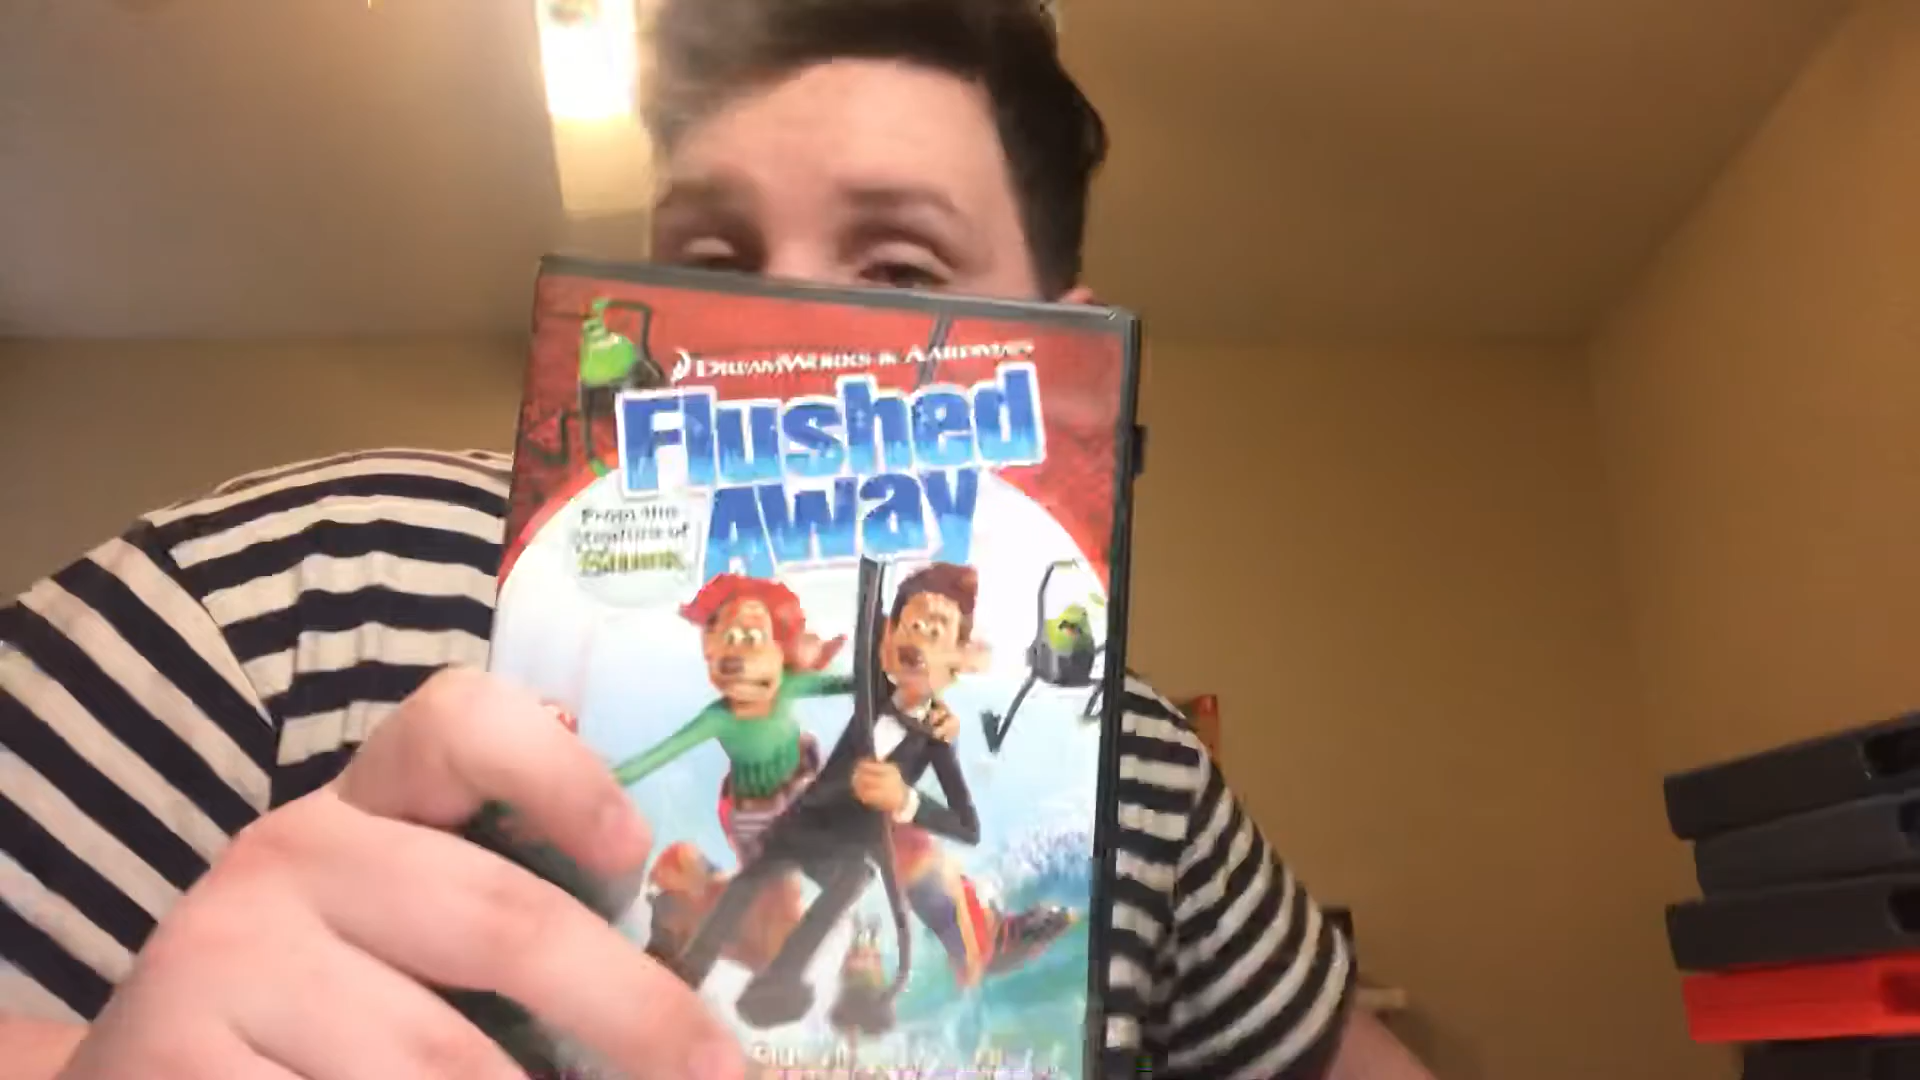 DREAMWORKS & AARDMAN
Flushed
Away
From the
creators of
Shrek